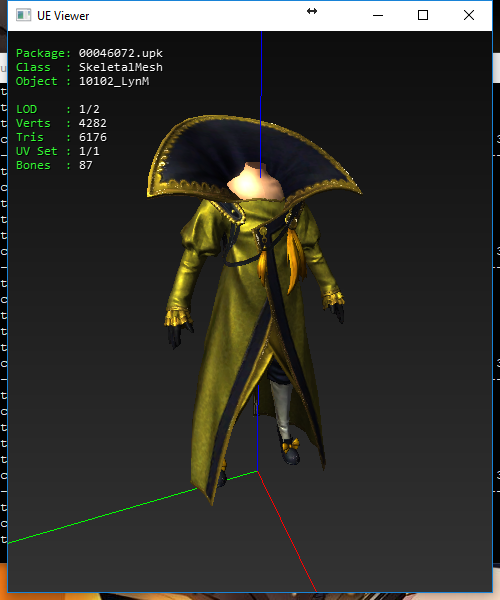 UE Viewer
Package: 00046072.upk
Class : SkeletalMesh
Object : 10102_LynM
LOD : 1/2
Verts : 4282
Tris : 6176
UV Set : 1/1
Bones : 87